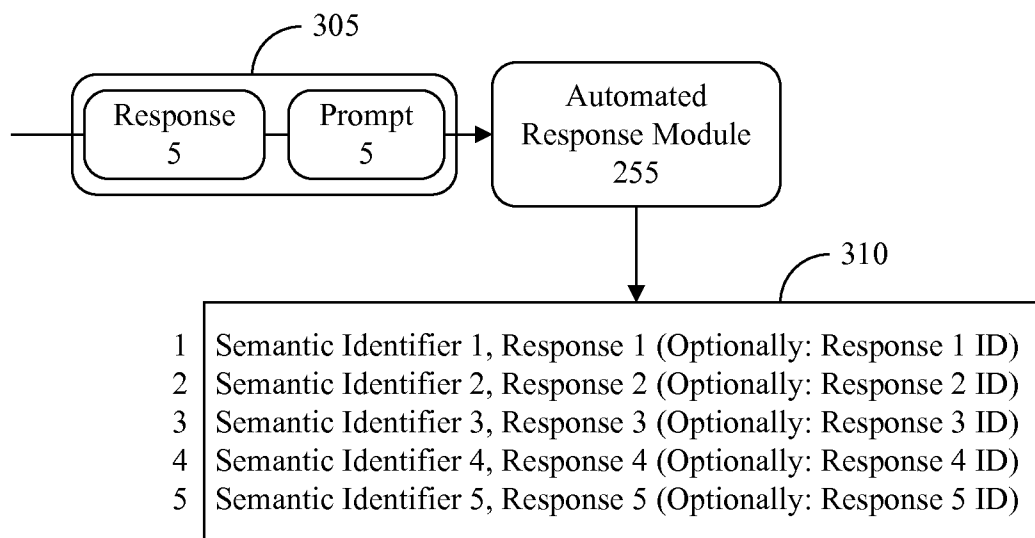 305
Response
5
Prompt
5
Automated
Response Module
255
310
1 Semantic Identifier 1, Response 1 (Optionally: Response 1 ID)
2 Semantic Identifier 2, Response 2 (Optionally: Response 2 ID)
3 Semantic Identifier 3, Response 3 (Optionally: Response 3 ID)
4 Semantic Identifier 4, Response 4 (Optionally: Response 4 ID)
5 Semantic Identifier 5, Response 5 (Optionally: Response 5 ID)